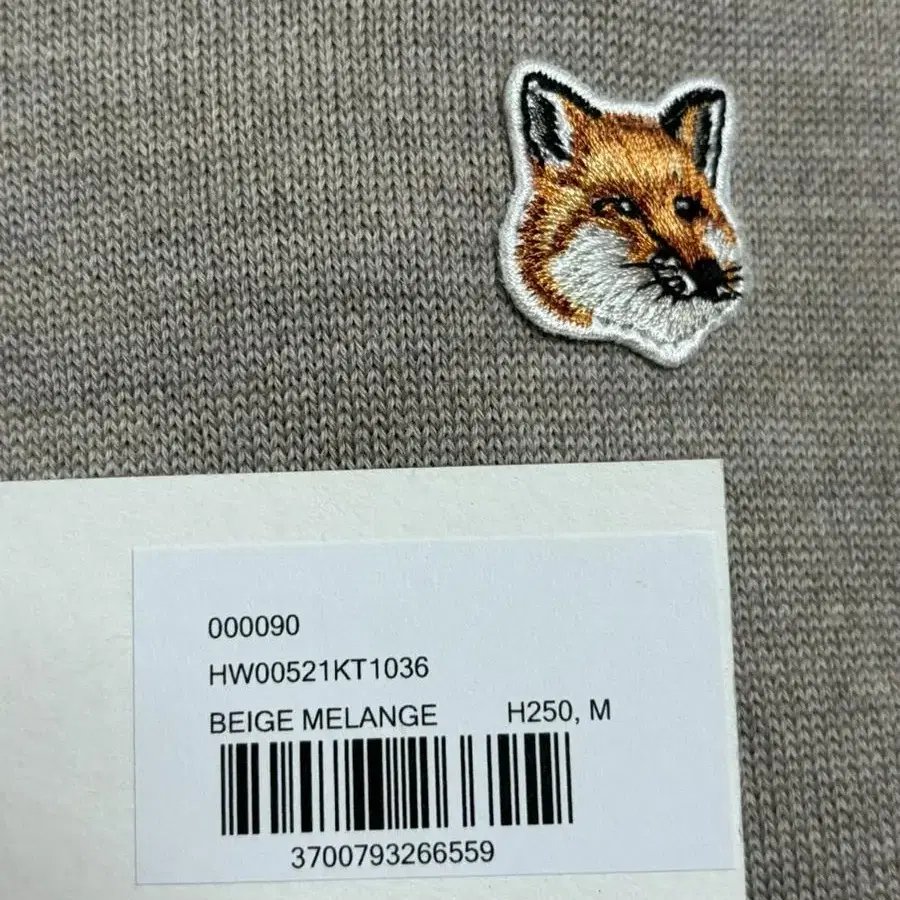 000090
HW00521KT1036
BEIGE MELANGE H250, M
3700793266559